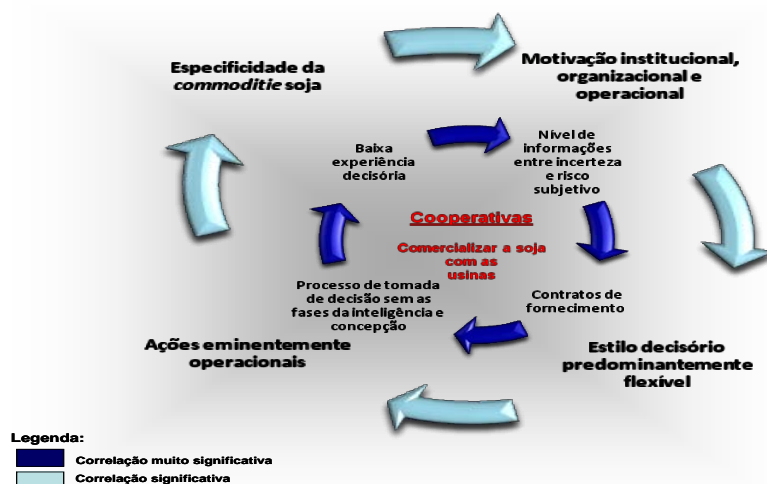 Especificidade da
commoditie soja
Motivação institucional,
organizacional e
operacional
Baixa
experiência
decisória
Nível de
informações
entre incerteza
e risco
subjetivo
Cooperativas
Comercializar a soja
com as
usinas
Processo de tomada
de decisão sem as
fases da inteligência e
concepção
Contratos de
fornecimento
Ações eminentemente
operacionais
Estilo decisório
predominantemente
flexível
Legenda:
Correlação muito significativa
Correlação significativa